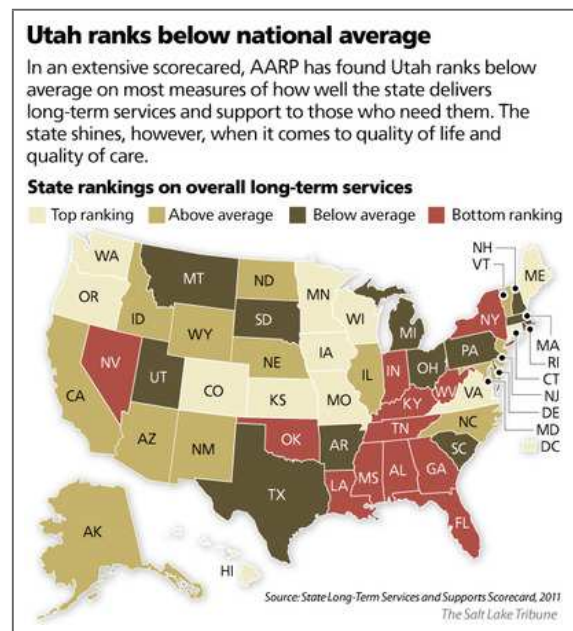 Utah ranks below national average
In an extensive scorecared, AARP has found Utah ranks below
average on most measures of how well the state delivers
long-term services and support to those who need them. The
state shines, however, when it comes to quality of life and
quality of care.
State rankings on overall long-term services
Top ranking Above average Below average Bottom ranking
NH
VT
WA
ME
MT
ND
MN
OR
ID
SD
WI
MI
NY
WY
MA
IA
PA
RI
NE
NV
UT
IL
IN
OH
CT
CA
CO
NJ
KS
MO
KY
WV
VA
DE
MD
AZ
NM
OK
AR
TN
NC
SC
DC
TX
LA
MS
AL
GA
FL
AK
HI
Source: State Long-Term Services and Supports Scorecard, 2011
The Salt Lake Tribune